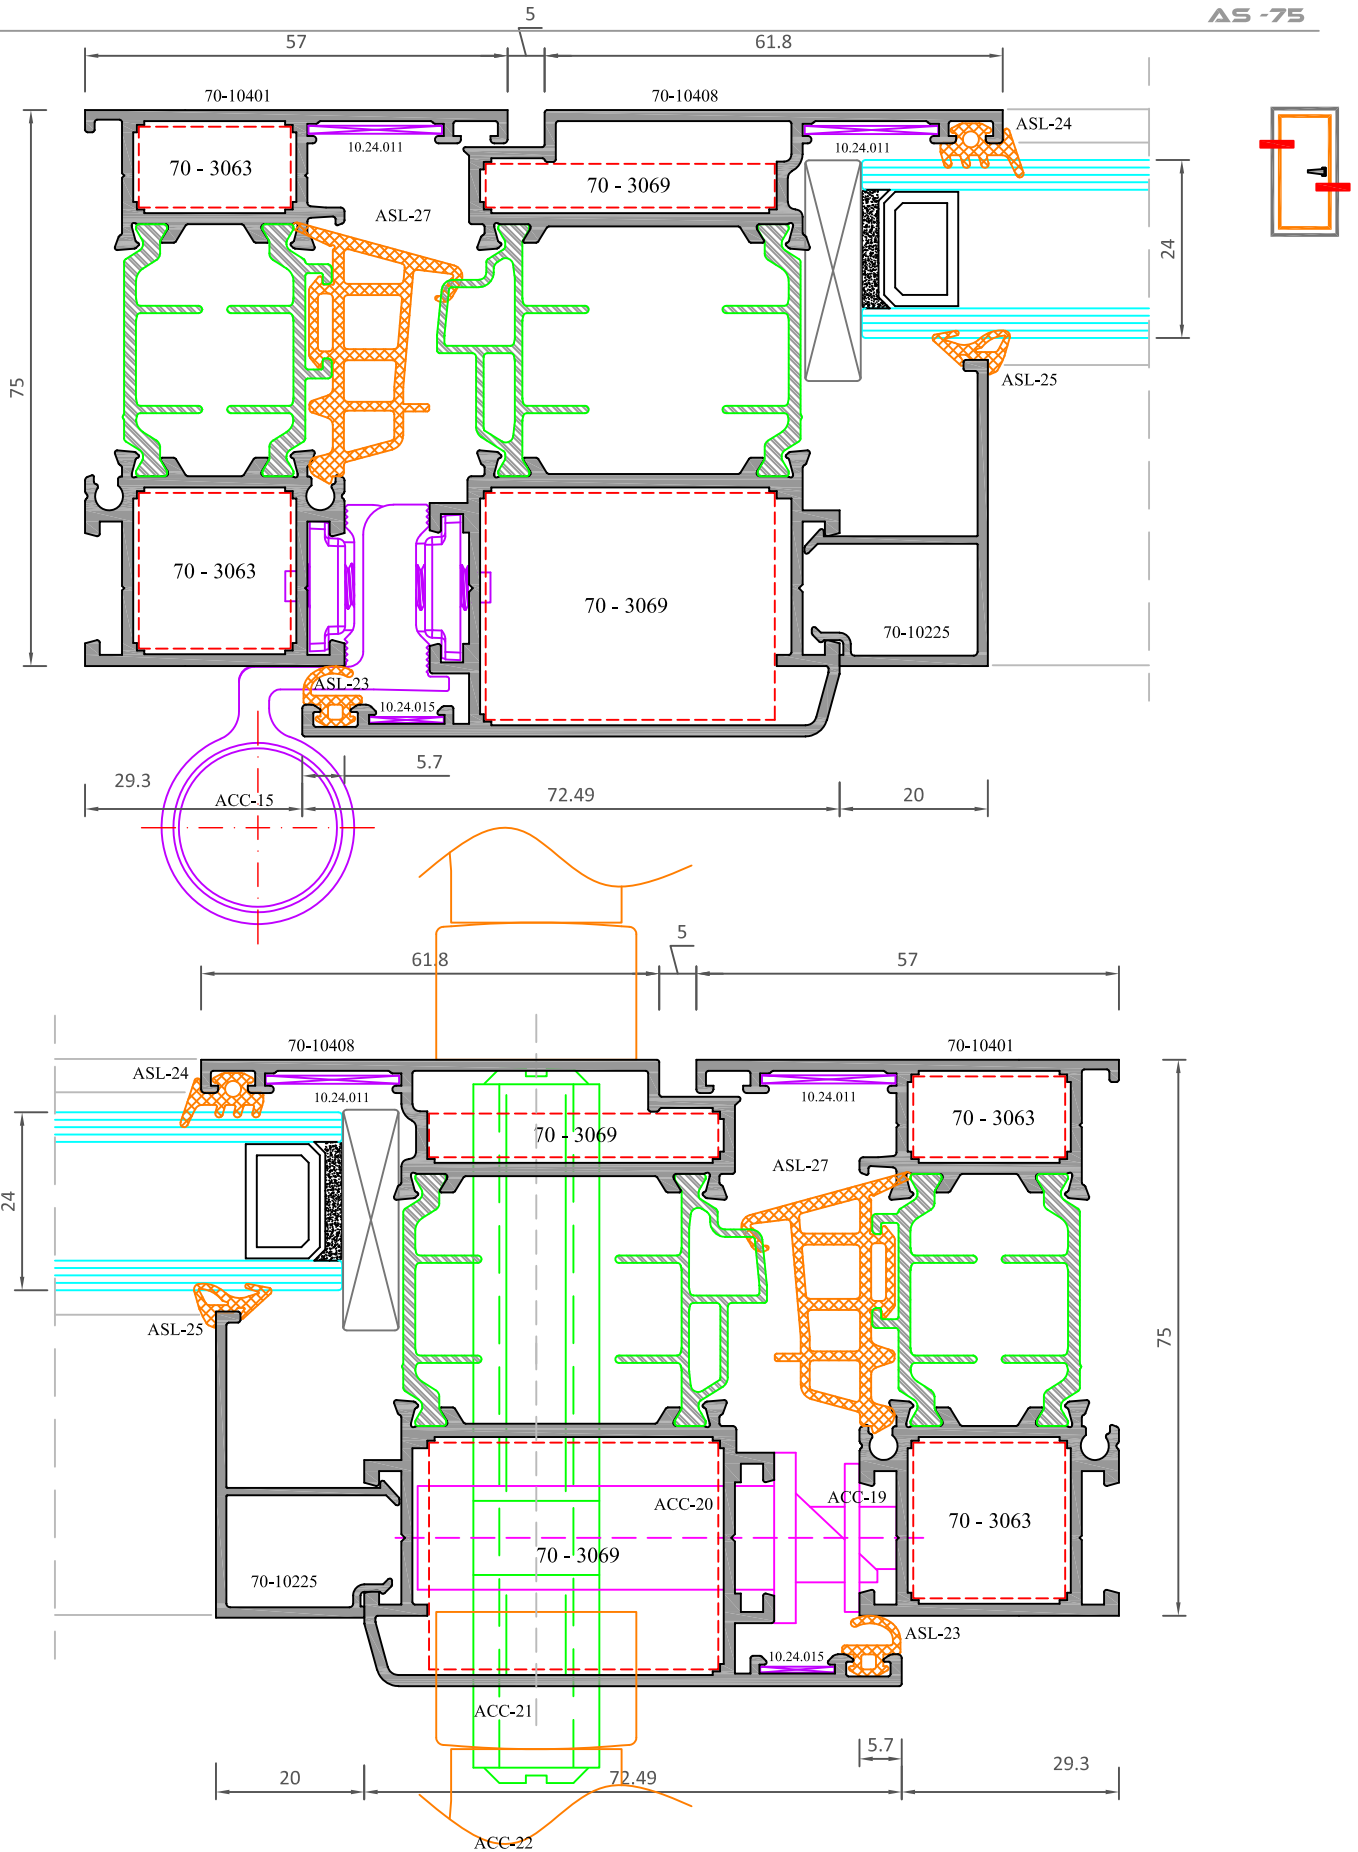 AS -75
5
57
61.8
70-10401
70-10408
ASL-24
10.24.011
10.24.011
70 - 3063
70 - 3069
ASL-27
24
ASL-25
75
70 - 3063
70 - 3069
70-10225
ASL-23
10.24.015
5.7
29.3
72.49
20
ACC-15
5
61.8
57
70-10408
70-10401
ASL-24
10.24.011
10.24.011
70 - 3069
70 - 3063
ASL-27
24
ASL-25
75
ACC-20
ACC-19
70 - 3063
70 - 3069
70-10225
ASL-23
10.24.015
ACC-21
5.7
29.3
20
72.49
ACC-22